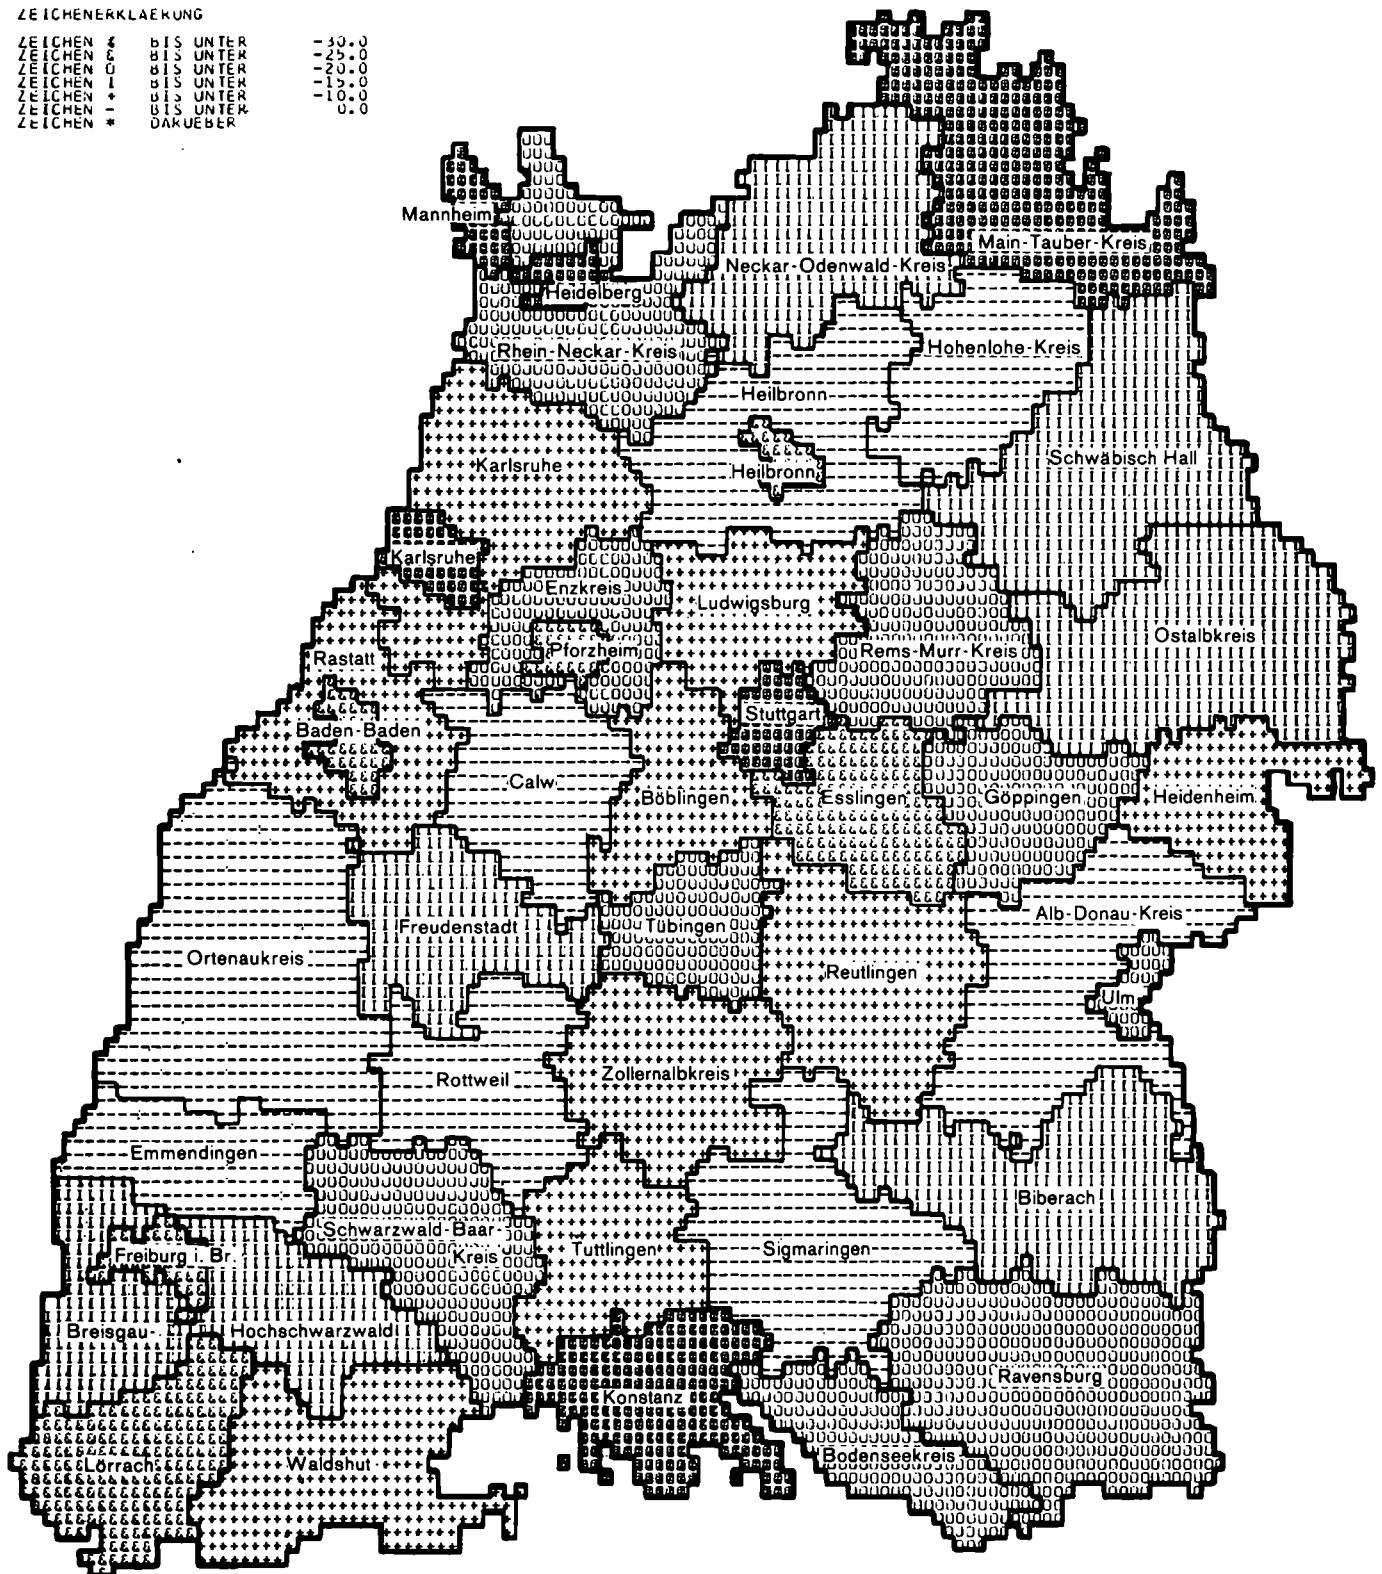 ZEICHENERKLAERUNG
ZEICHEN BIS UNTER -30.0
ZEICHEN & BIS UNTER -25.0
ZEICHEN O BIS UNTER -20.0
ZEICHEN I BIS UNTER -15.0
ZEICHEN + BIS UNTER -10.0
ZEICHEN - BIS UNTER 0.0
ZEICHEN * DARUEBER
Mannheim
Main-Tauber-Kreis
Neckar-Odenwald-Kreis
Heidelberg
Rhein-Neckar-Kreis
Hohenlohe-Kreis
Heilbronn
Karlsruhe
Heilbronn
Schwäbisch Hall
Karlsruhe
Enzkreis
Ludwigsburg
Ostalbkreis
Rastatt
Pforzheim
Rems-Murr-Kreis
Stuttgart
Baden-Baden
Calw
Böblingen
Esslingen
Göppingen
Heidenheim
Alb-Donau-Kreis
Freudenstadt
Tübingen
Ortenaukreis
Reutlingen
Ulm
Rottweil
Zollernalbkreis
Emmendingen
Biberach
Schwarzwald-Baar-
Kreis
Freiburg i. Br.
Tuttlingen
Sigmaringen
Breisgau-
Hochschwarzwald
Ravensburg
Konstanz
Lörrach
Waldshut
Bodenseekreis